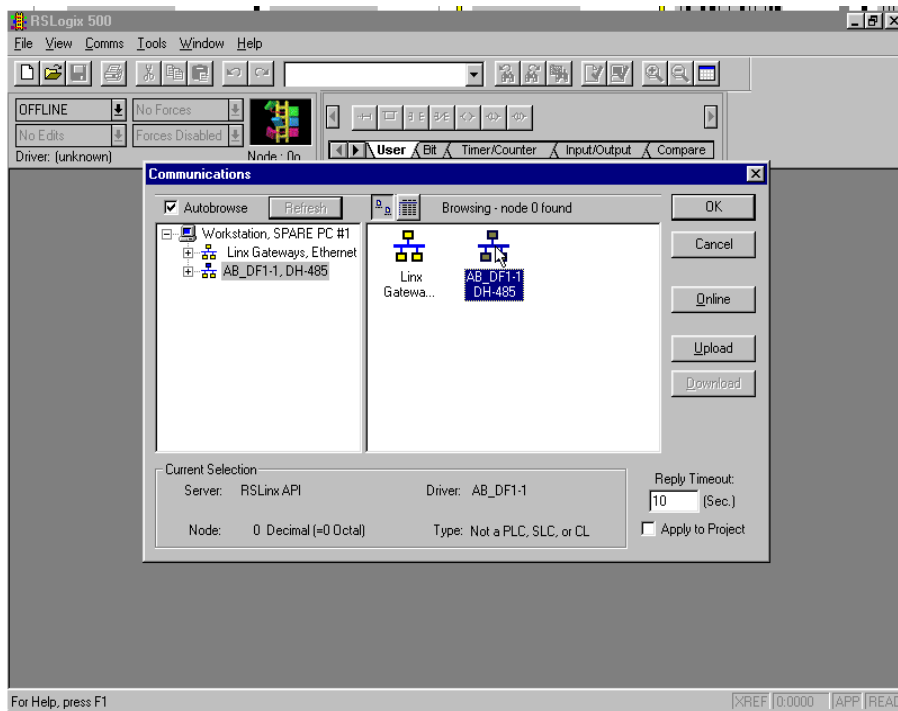 RSLogix 500
File View Comms Tools Window Help
OFFLINE No Forces
No Edits Forces Disabled
Driver: (unknown) Node : 0o
User Bit Timer/Counter Input/Output Compare
Communications
Autobrowse Refresh Browsing - node 0 found
Workstation, SPARE PC #1
Linx Gateways, Ethernet
AB_DF1-1, DH-485
Linx
Gatewa...
AB_DF1-1
DH-485
OK
Cancel
Online
Upload
Download
Current Selection
Server: RSLinx API Driver: AB_DF1-1
Node: 0 Decimal (=0 Octal) Type: Not a PLC, SLC, or CL
Reply Timeout:
10 (Sec.)
Apply to Project
For Help, press F1 XREF 0:0000 APP READ